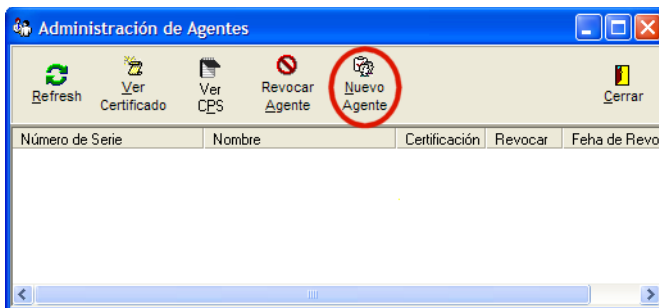 Administración de Agentes
Refresh
Ver
Certificado
Ver
CPS
Revocar
Agente
Nuevo
Agente
Cerrar
Número de Serie Nombre Certificación Revocar Feha de Revo